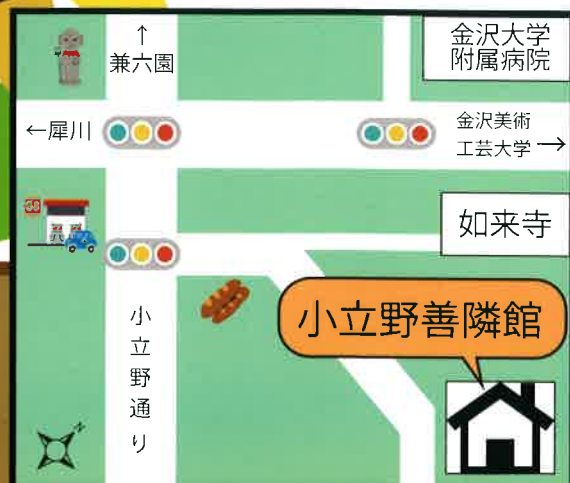 ↑
兼六園
金沢大学
附属病院
←犀川
金沢美術
工芸大学→
GS
如来寺
小立野善隣館
小立野通り
N